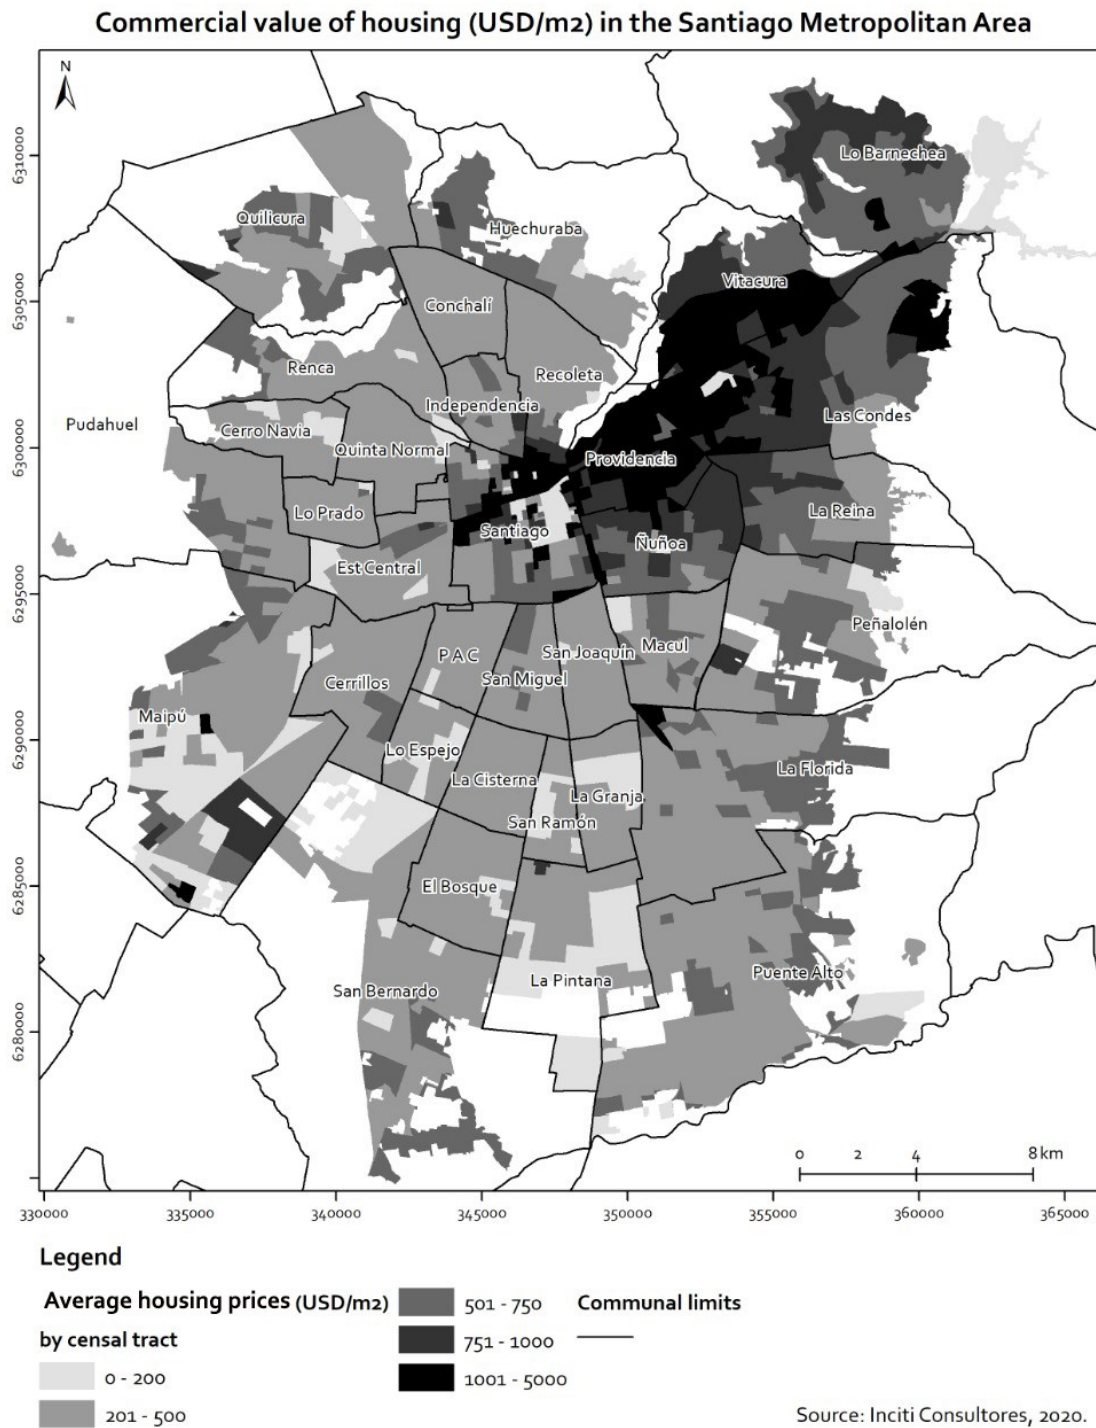 Commercial value of housing (USD/m2) in the Santiago Metropolitan Area
N
6310000
6305000
6300000
6295000
6290000
6285000
6280000
Lo Barnechea
Quilicura
Huechuraba
Vitacura
Conchalí
Renca
Recoleta
Independencia
Las Condes
Pudahuel
Cerro Navia
Quinta Normal
Providencia
Lo Prado
La Reina
Santiago
Ñuñoa
Est Central
Peñalolén
Macul
San Joaquín
P A C
San Miguel
Cerrillos
Maipú
Lo Espejo
La Florida
La Cisterna
La Granja
San Ramón
El Bosque
Puente Alto
La Pintana
San Bernardo
0 2 4 8 km
330000 335000 340000 345000 350000 355000 360000 365000
Legend
Average housing prices (USD/m2)
by censal tract
0 - 200
201 - 500
501 - 750
751 - 1000
1001 - 5000
Communal limits
Source: Inciti Consultores, 2020.